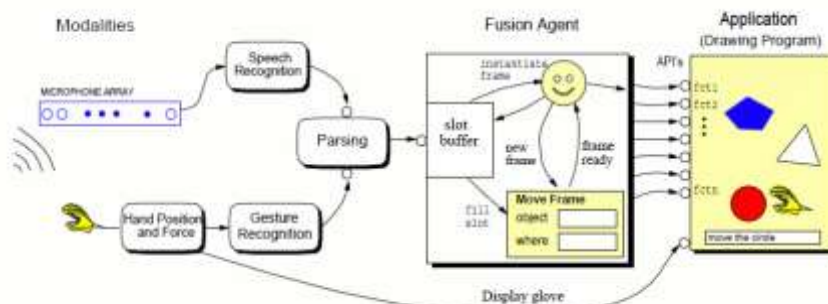 Modalities
Fusion Agent
Application
(Drawing Program)
Speech
Recognition
MICROPHONE ARRAY
Parsing
Hand Position
and Force
Gesture
Recognition
instantiate
frame
slot
buffer
new
frame
frame
ready
fill
slot
Move Frame
object
where
API's
fct1
fct2
fctn
move the circle
Display glove